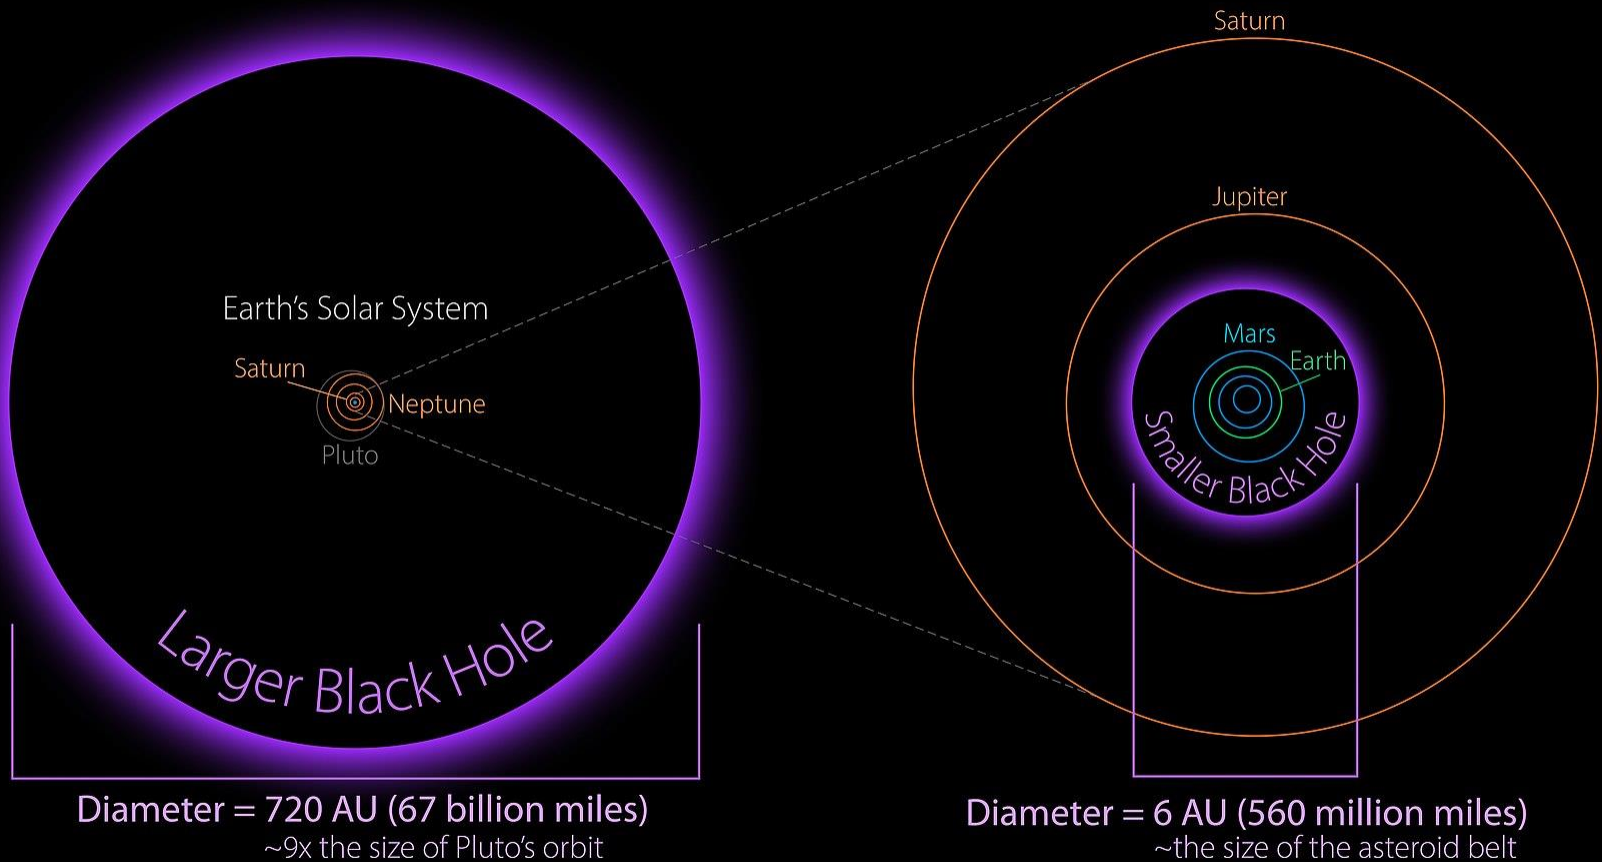 Earth's Solar System
Saturn
Neptune
Pluto
Larger Black Hole
Diameter = 720 AU (67 billion miles)
~9x the size of Pluto's orbit
Saturn
Jupiter
Mars
Earth
Smaller Black Hole
Diameter = 6 AU (560 million miles)
~the size of the asteroid belt